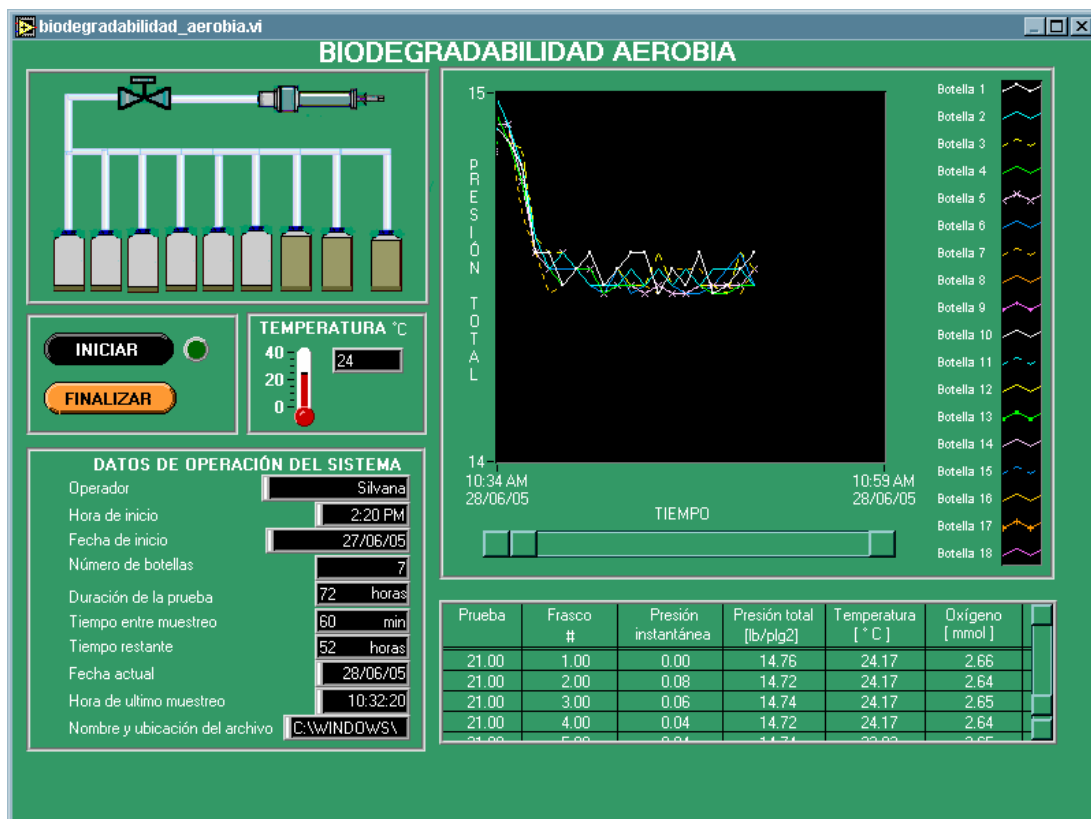 biodegradabilidad_aerobia.vi
BIODEGRADABILIDAD AEROBIA
INICIAR
FINALIZAR
TEMPERATURA °C
40
20
0
24
DATOS DE OPERACIÓN DEL SISTEMA
Operador Silvana
Hora de inicio 2:20 PM
Fecha de inicio 27/06/05
Número de botellas 7
Duración de la prueba 72 horas
Tiempo entre muestreo 60 min
Tiempo restante 52 horas
Fecha actual 28/06/05
Hora de ultimo muestreo 10:32:20
Nombre y ubicación del archivo C:\WINDOWS\
15
PRESIÓN TOTAL
14
10:34 AM
28/06/05
10:59 AM
28/06/05
TIEMPO
Botella 1
Botella 2
Botella 3
Botella 4
Botella 5
Botella 6
Botella 7
Botella 8
Botella 9
Botella 10
Botella 11
Botella 12
Botella 13
Botella 14
Botella 15
Botella 16
Botella 17
Botella 18
Prueba Frasco # Presión instantánea Presión total [lb/plg2] Temperatura [ °C ] Oxígeno [ mmol ]
21.00 1.00 0.00 14.76 24.17 2.66
21.00 2.00 0.08 14.72 24.17 2.64
21.00 3.00 0.06 14.74 24.17 2.65
21.00 4.00 0.04 14.72 24.17 2.64